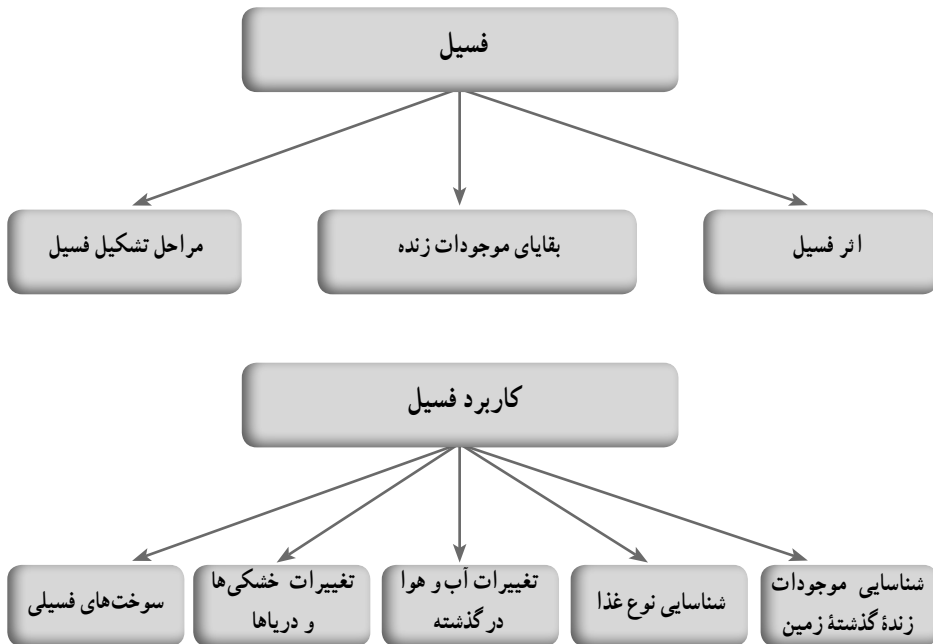 فسیل
اثر فسیل
بقایای موجودات زنده
مراحل تشکیل فسیل
کاربرد فسیل
شناسایی موجودات
زندهٔ گذشتهٔ زمین
شناسایی نوع غذا
تغییرات آب و هوا
در گذشته
تغییرات خشکی‌ها
و دریاها
سوخت‌های فسیلی